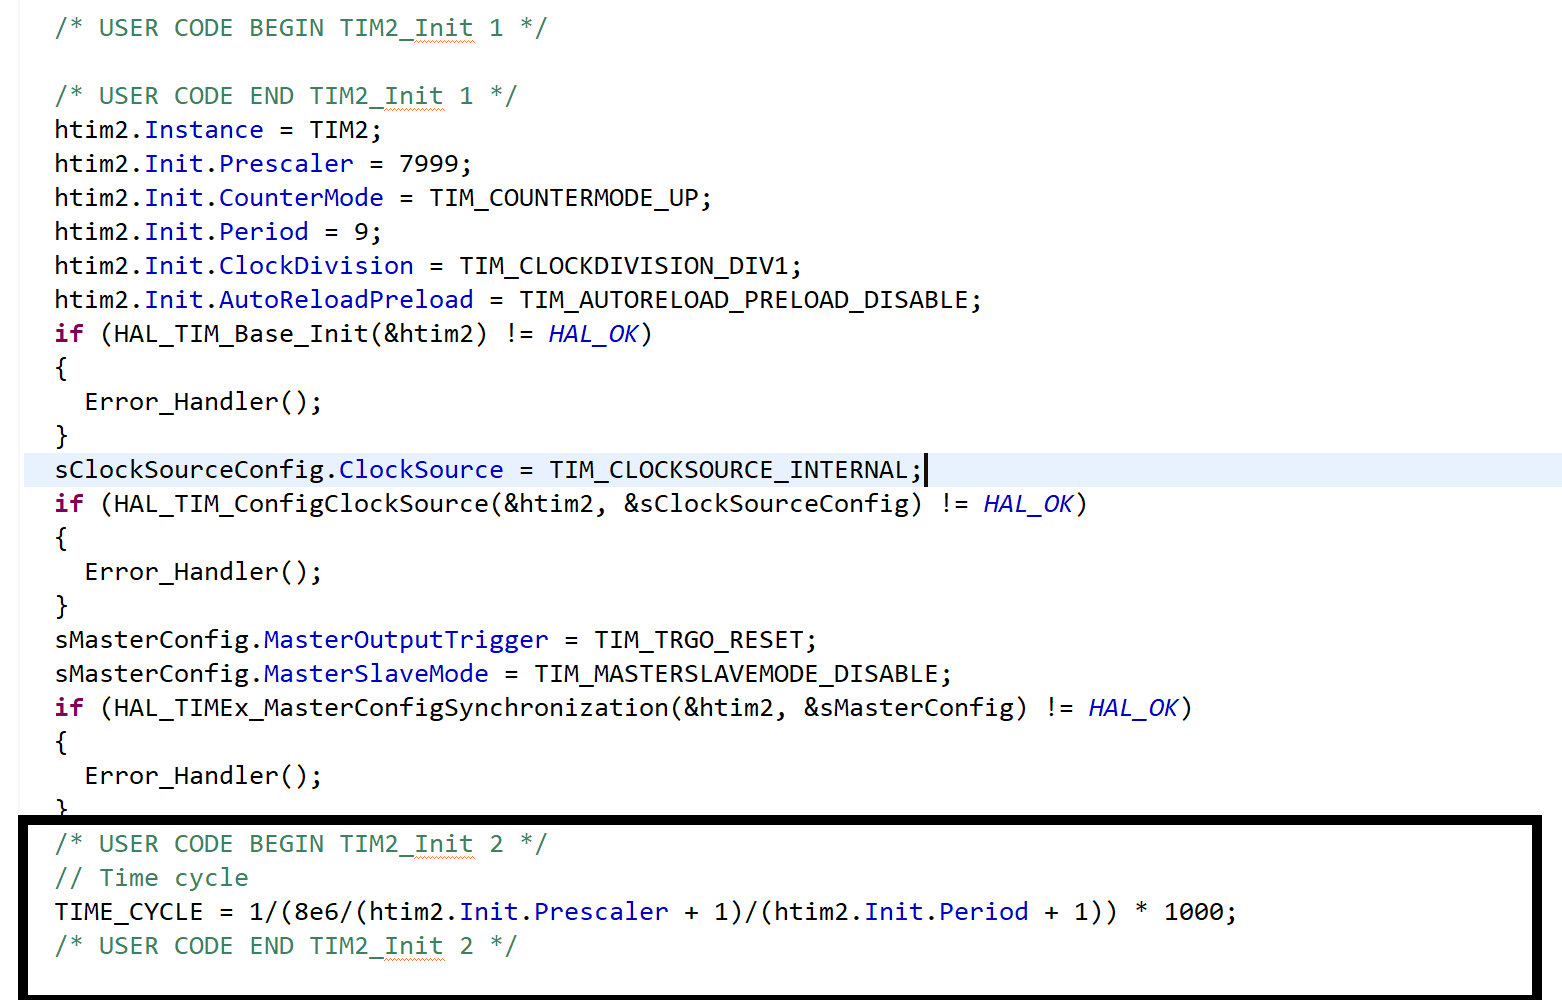 /* USER CODE BEGIN TIM2_Init 1 */
/* USER CODE END TIM2_Init 1 */
htim2.Instance = TIM2;
htim2.Init.Prescaler = 7999;
htim2.Init.CounterMode = TIM_COUNTERMODE_UP;
htim2.Init.Period = 9;
htim2.Init.ClockDivision = TIM_CLOCKDIVISION_DIV1;
htim2.Init.AutoReloadPreload = TIM_AUTORELOAD_PRELOAD_DISABLE;
if (HAL_TIM_Base_Init(&htim2) != HAL_OK)
{
Error_Handler();
}
sClockSourceConfig.ClockSource = TIM_CLOCKSOURCE_INTERNAL;
if (HAL_TIM_ConfigClockSource(&htim2, &sClockSourceConfig) != HAL_OK)
{
Error_Handler();
}
sMasterConfig.MasterOutputTrigger = TIM_TRGO_RESET;
sMasterConfig.MasterSlaveMode = TIM_MASTERSLAVEMODE_DISABLE;
if (HAL_TIMEx_MasterConfigSynchronization(&htim2, &sMasterConfig) != HAL_OK)
{
Error_Handler();
}
/* USER CODE BEGIN TIM2_Init 2 */
// Time cycle
TIME_CYCLE = 1/(8e6/(htim2.Init.Prescaler + 1)/(htim2.Init.Period + 1)) * 1000;
/* USER CODE END TIM2_Init 2 */